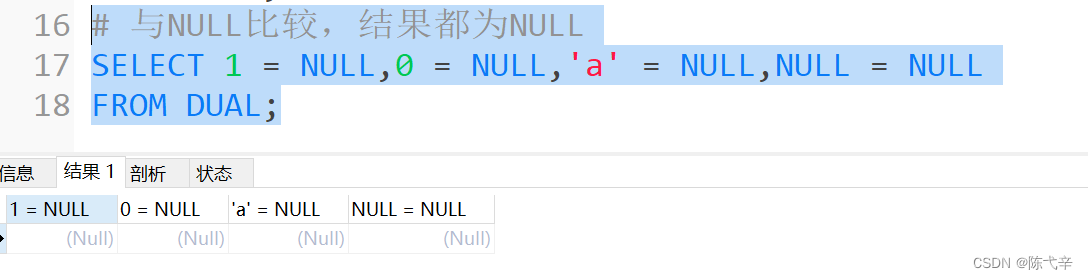 16 # 与NULL比较，结果都为NULL
17 SELECT 1 = NULL,0 = NULL,'a' = NULL,NULL = NULL
18 FROM DUAL;
信息 结果 1 剖析 状态
1 = NULL 0 = NULL 'a' = NULL NULL = NULL
(Null) (Null) (Null) (Null)
CSDN @陈弋辛